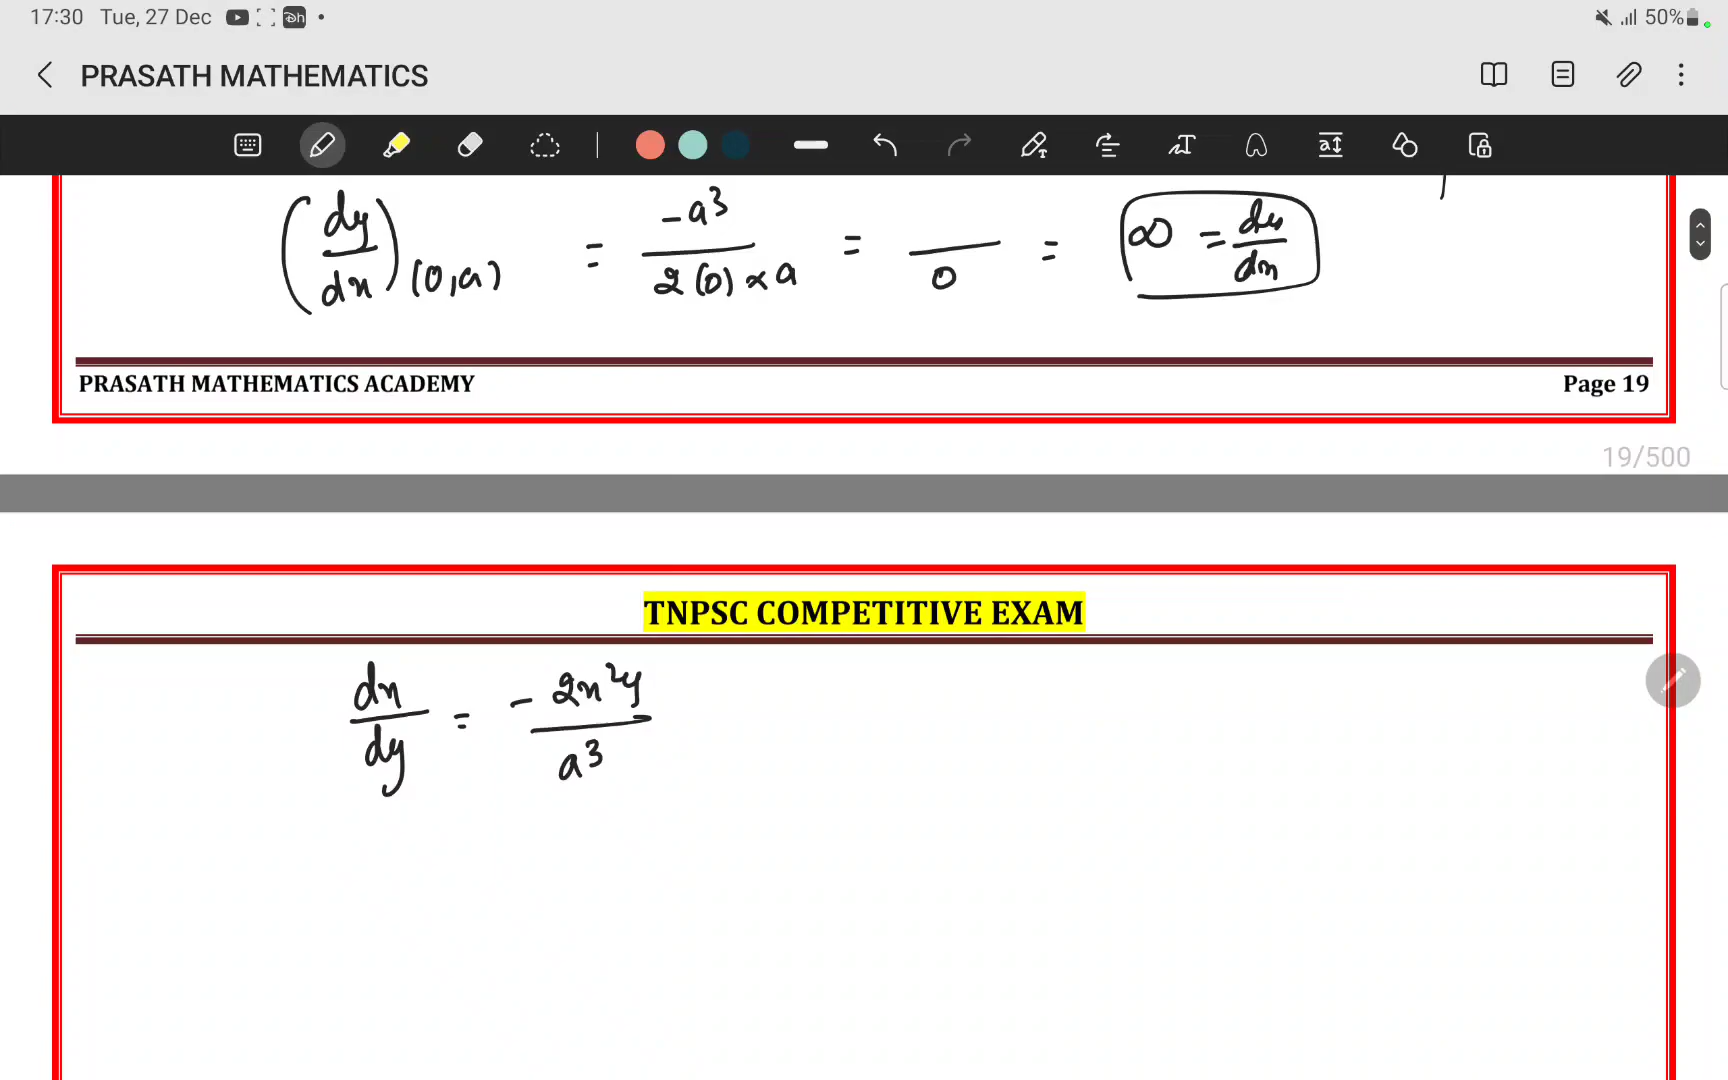 17:30 Tue, 27 Dec 50%
PRASATH MATHEMATICS
(dy/dx)(0,a) = -a³/2(0)×a = /0 = ∞ = dy/dx
PRASATH MATHEMATICS ACADEMY Page 19
19/500
TNPSC COMPETITIVE EXAM
dx/dy = -2x²y/a³